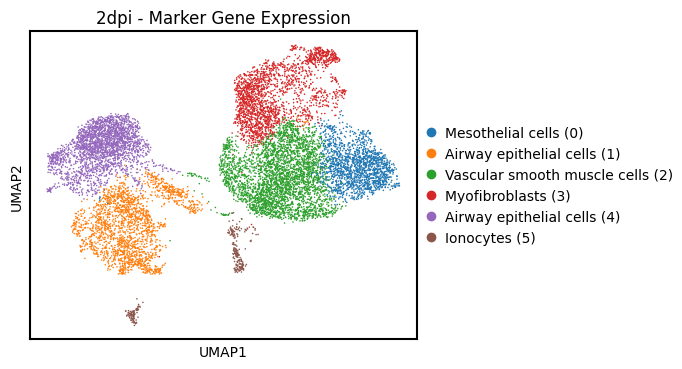 2dpi - Marker Gene Expression
UMAP2
Mesothelial cells (0)
Airway epithelial cells (1)
Vascular smooth muscle cells (2)
Myofibroblasts (3)
Airway epithelial cells (4)
Ionocytes (5)
UMAP1